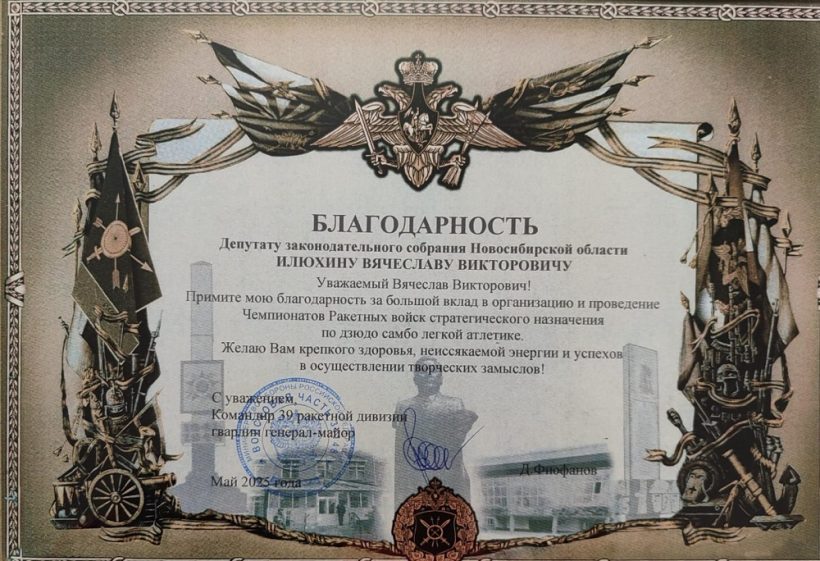 БЛАГОДАРНОСТЬ
Депутату законодательного собрания Новосибирской области
ИЛЮХИНУ ВЯЧЕСЛАВУ ВИКТОРОВИЧУ
Уважаемый Вячеслав Викторович!
Примите мою благодарность за большой вклад в организацию и проведение
Чемпионатов Ракетных войск стратегического назначения
по дзюдо самбо легкой атлетике.
Желаю Вам крепкого здоровья, неиссякаемой энергии и успехов
в осуществлении творческих замыслов!
С уважением,
Командир 39 ракетной дивизии
гвардии генерал-майор
Д.Фиофанов
Май 2025 года